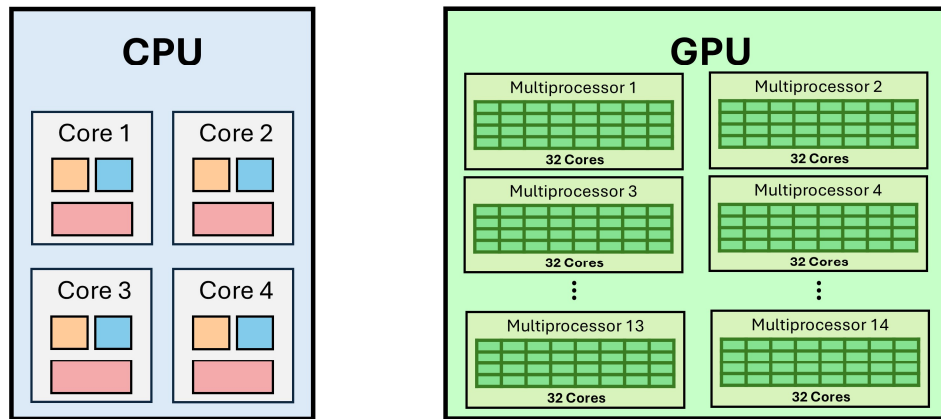 CPU
Core 1
Core 2
Core 3
Core 4
GPU
Multiprocessor 1
32 Cores
Multiprocessor 2
32 Cores
Multiprocessor 3
32 Cores
Multiprocessor 4
32 Cores
Multiprocessor 13
32 Cores
Multiprocessor 14
32 Cores